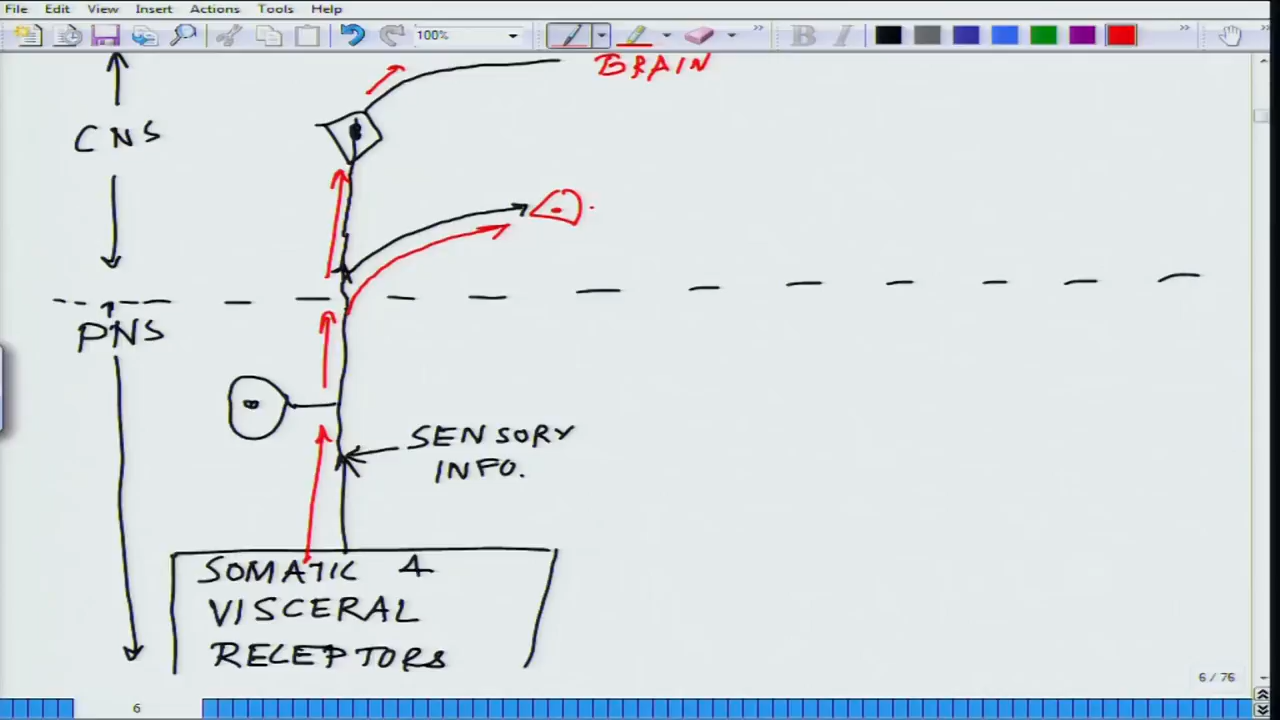 File Edit View Insert Actions Tools Help
100%
BRAIN
CNS
PNS
SENSORY
INFO.
SOMATIC &
VISCERAL
RECEPTORS
6 / 76
6